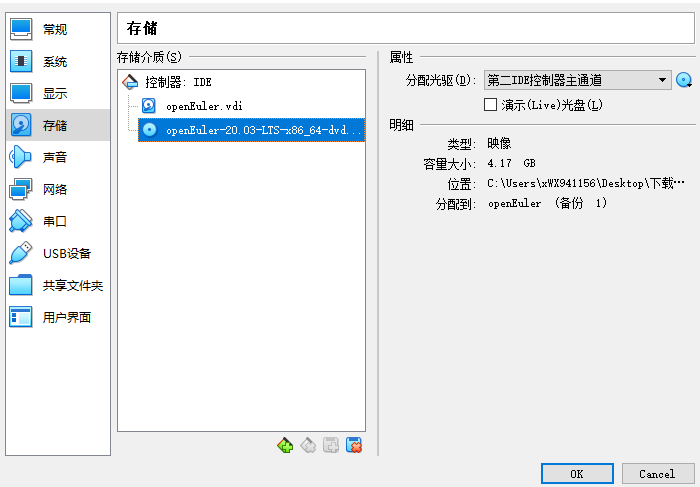 常规
系统
显示
存储
声音
网络
串口
USB设备
共享文件夹
用户界面
存储
存储介质(S)
控制器: IDE
openEuler.vdi
openEuler-20.03-LTS-x86_64-dvd...
属性
分配光驱(D): 第二IDE控制器主通道
演示(Live)光盘(L)
明细
类型: 映像
容量大小: 4.17 GB
位置: C:\Users\xWX941156\Desktop\下载…
分配到: openEuler (备份 1)
OK Cancel